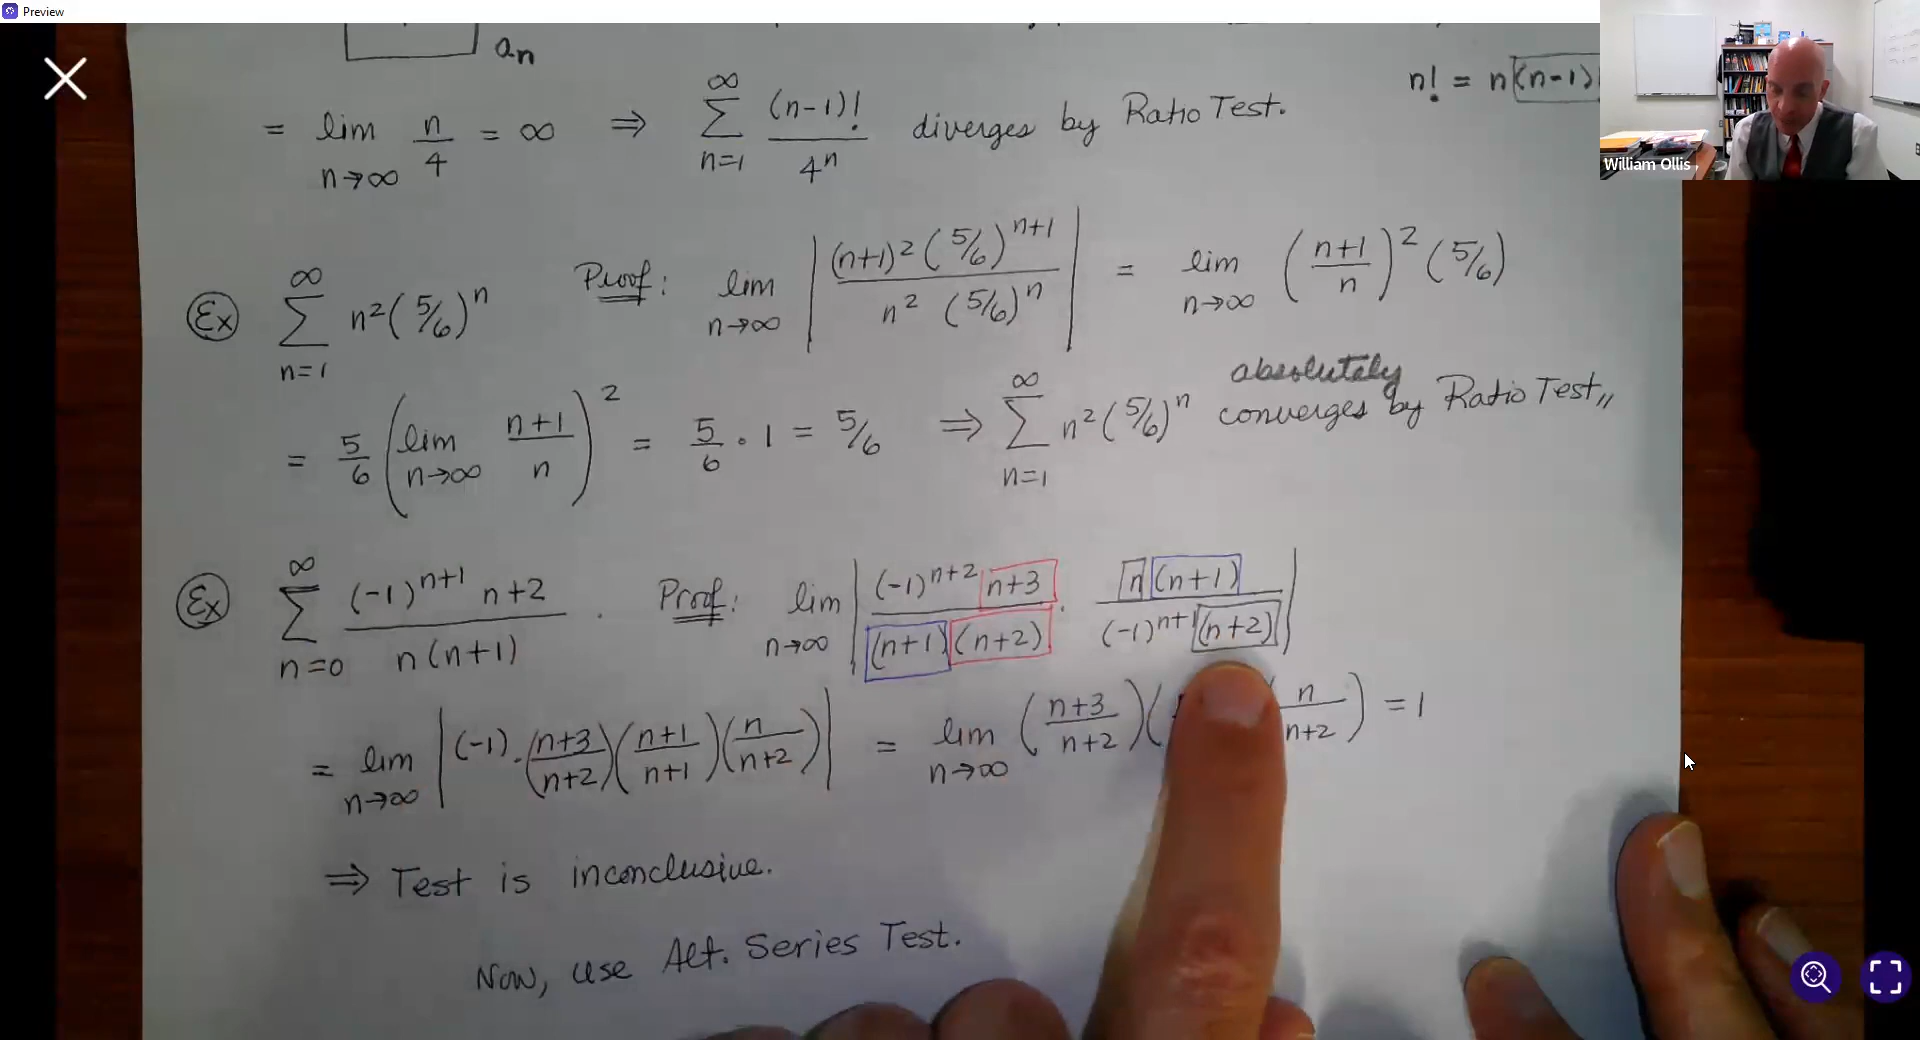 Preview
William Ollis
a_n
= lim n→∞ n/4 = ∞ ⇒ ∞ Σ n=1 (n-1)!/4^n diverges by Ratio Test.
n! = n(n-1)!
Ex ∞ Σ n=1 n²(5/6)^n Proof: lim n→∞ |(n+1)²(5/6)^(n+1) / n² (5/6)^n| = lim n→∞ ((n+1)/n)² (5/6)
= 5/6 (lim n→∞ (n+1)/n)² = 5/6 · 1 = 5/6 ⇒ ∞ Σ n=1 n²(5/6)^n absolutely converges by Ratio Test
Ex ∞ Σ n=0 (-1)^(n+1) n+2 / n(n+1) . Proof: lim n→∞ |(-1)^(n+2) n+3 / (n+1)(n+2) · n(n+1) / (-1)^(n+1)(n+2)|
= lim n→∞ |(-1) · ((n+3)/(n+2))((n+1)/(n+1))(n/(n+2))| = lim n→∞ ((n+3)/(n+2))( (n/(n+2)) = 1
⇒ Test is inconclusive.
Now, use Alt. Series Test.